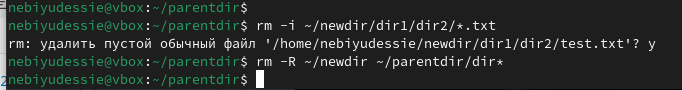 nebiyudessie@vbox:~/parentdir$
nebiyudessie@vbox:~/parentdir$ rm -i ~/newdir/dir1/dir2/*.txt
rm: удалить пустой обычный файл '/home/nebiyudessie/newdir/dir1/dir2/test.txt'? y
nebiyudessie@vbox:~/parentdir$ rm -R ~/newdir ~/parentdir/dir*
nebiyudessie@vbox:~/parentdir$